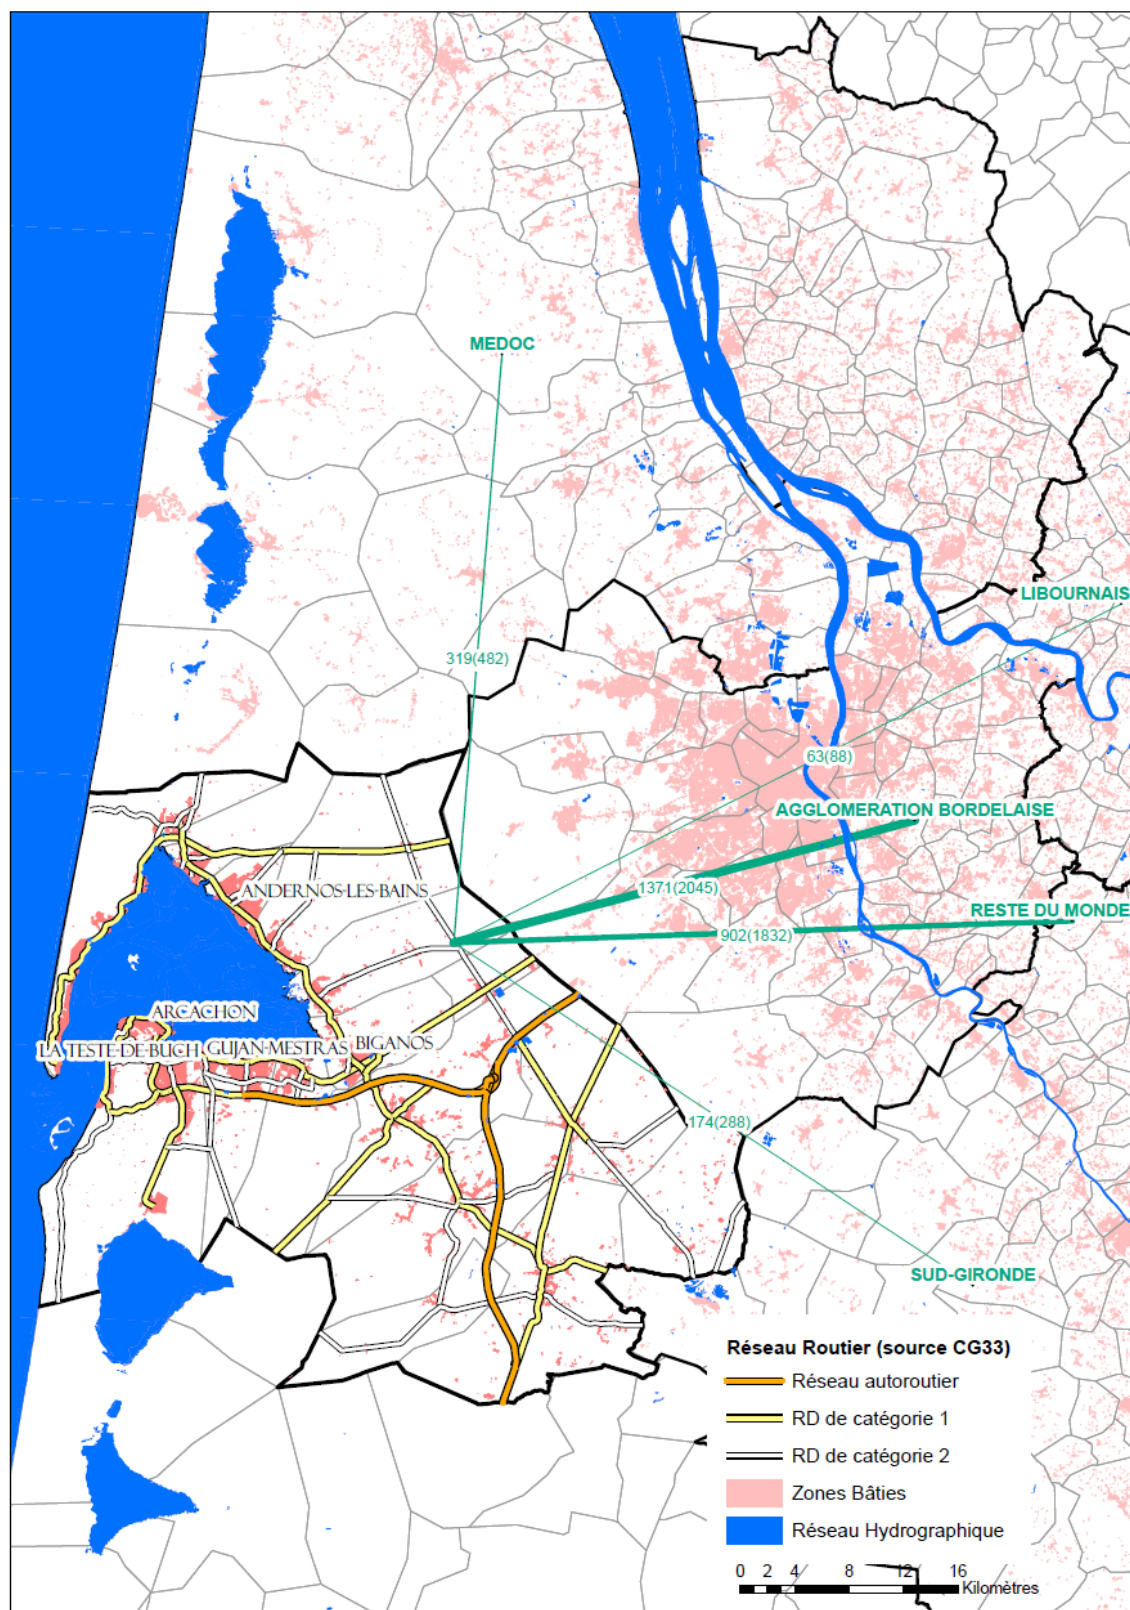 MEDOC
LIBOURNAIS
319(482)
63(88)
AGGLOMERATION BORDELAISE
1371(2045)
ANDERNOS-LES-BAINS
RESTE DU MONDE
902(1832)
ARCACHON
LA TESTE-DE-BUCH
GUJAN-MESTRAS
BIGANOS
174(288)
SUD-GIRONDE
Réseau Routier (source CG33)
Réseau autoroutier
RD de catégorie 1
RD de catégorie 2
Zones Bâties
Réseau Hydrographique
0 2 4 8 12 16
Kilomètres